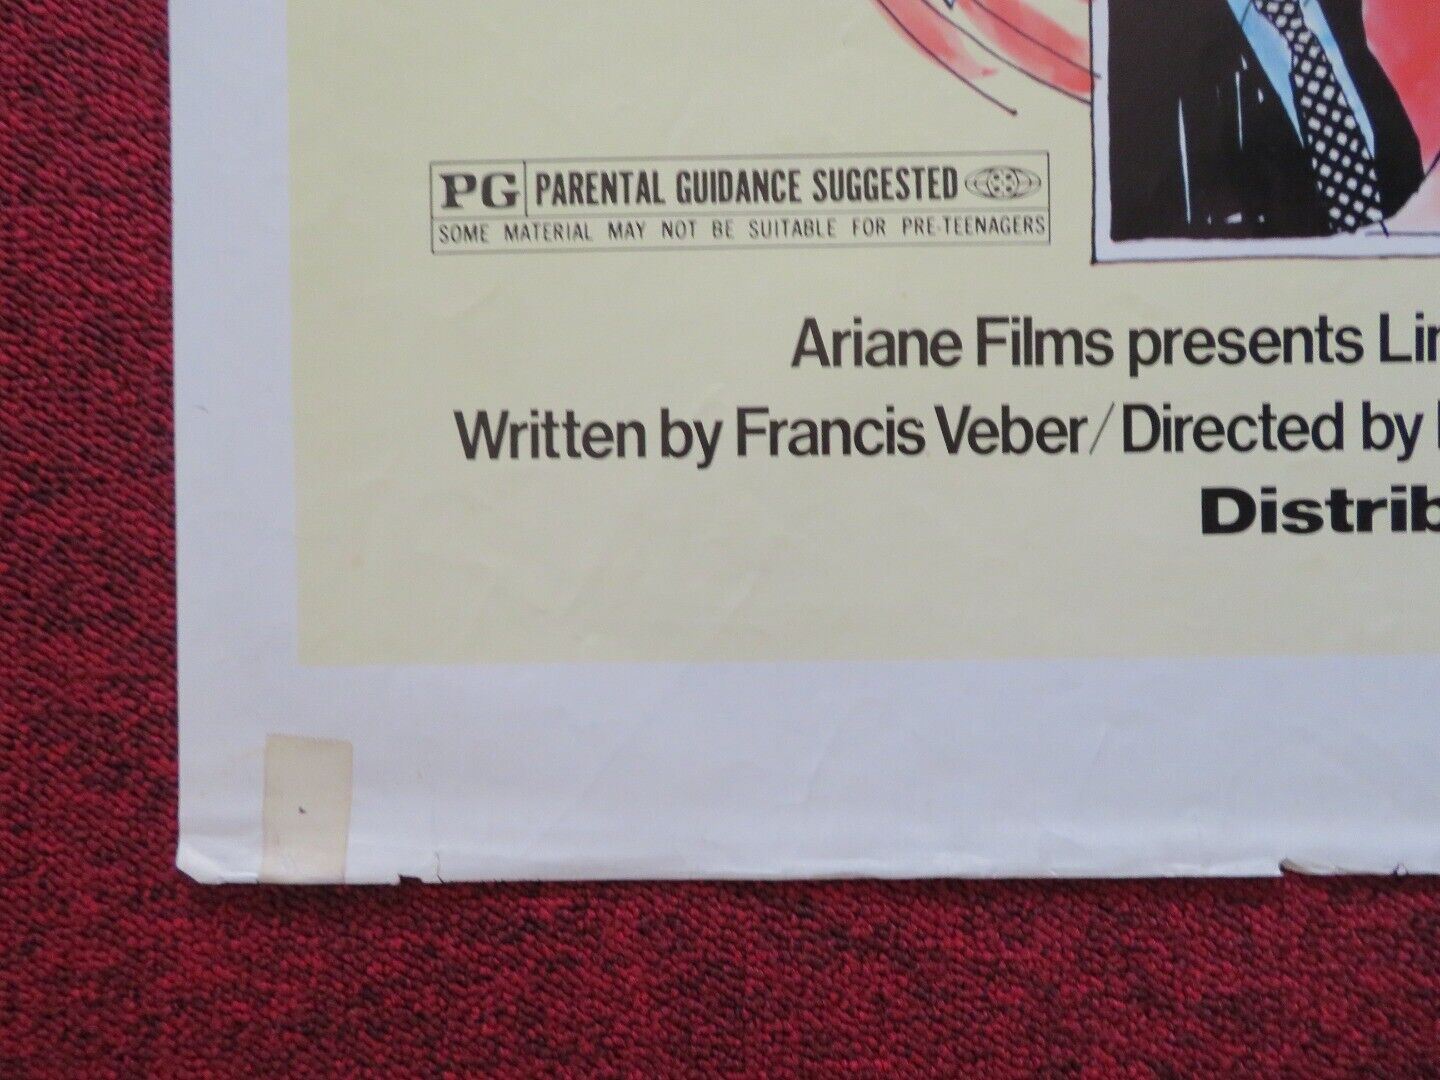 PG PARENTAL GUIDANCE SUGGESTED
SOME MATERIAL MAY NOT BE SUITABLE FOR PRE-TEENAGERS
Ariane Films presents
Written by Francis Veber/Directed by